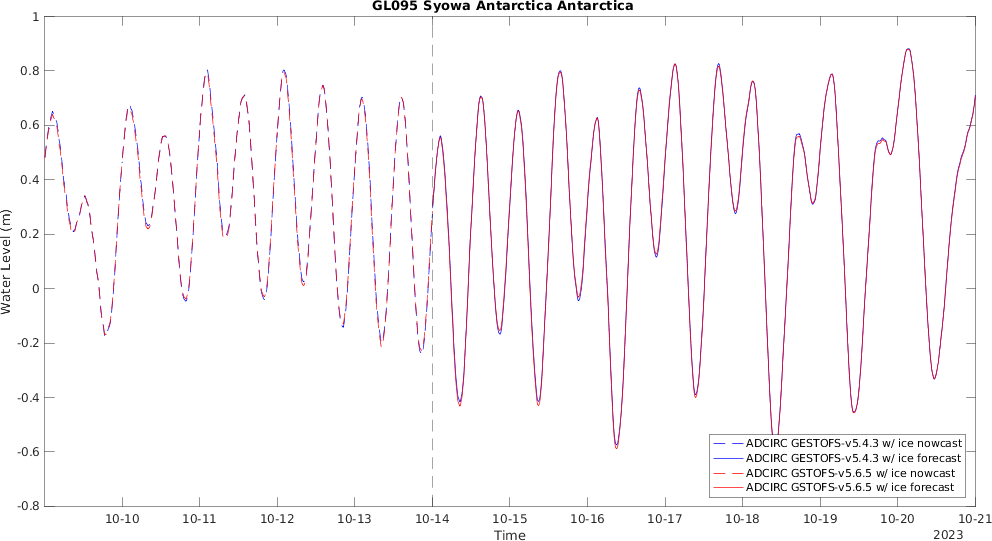 GL095 Syowa Antarctica Antarctica
1
0.8
0.6
0.4
0.2
0
-0.2
-0.4
-0.6
-0.8
Water Level (m)
10-10 10-11 10-12 10-13 10-14 10-15 10-16 10-17 10-18 10-19 10-20 10-21
Time
2023
ADCIRC GESTOFS-v5.4.3 w/ ice nowcast
ADCIRC GESTOFS-v5.4.3 w/ ice forecast
ADCIRC GSTOFS-v5.6.5 w/ ice nowcast
ADCIRC GSTOFS-v5.6.5 w/ ice forecast